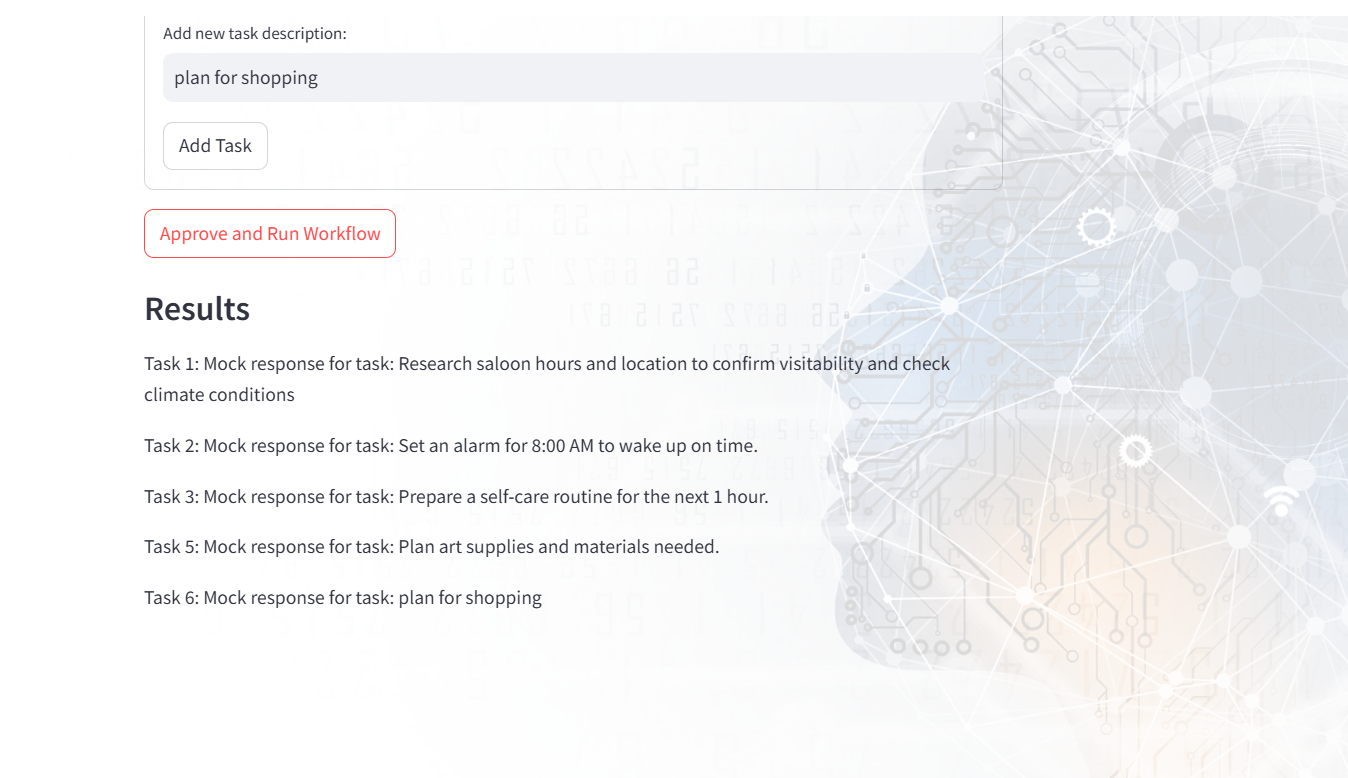 Add new task description:
plan for shopping
Add Task
Approve and Run Workflow
Results
Task 1: Mock response for task: Research saloon hours and location to confirm visitability and check
climate conditions
Task 2: Mock response for task: Set an alarm for 8:00 AM to wake up on time.
Task 3: Mock response for task: Prepare a self-care routine for the next 1 hour.
Task 5: Mock response for task: Plan art supplies and materials needed.
Task 6: Mock response for task: plan for shopping